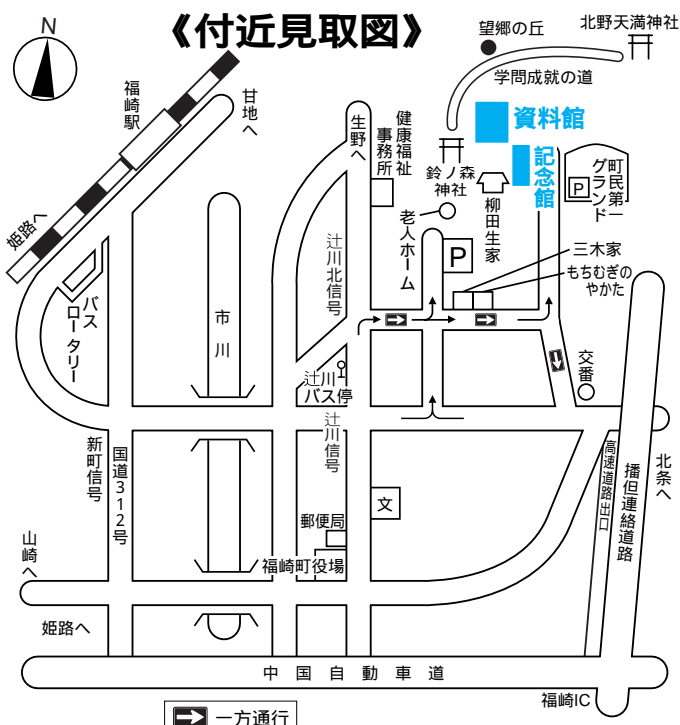 《付近見取図》
N
望郷の丘
北野天満神社
学問成就の道
福崎駅
甘地へ
生野へ
健康福祉
事務所
資料館
記念館
鈴ノ森
神社
柳田生家
町民第一
グランド
P
姫路へ
老人ホーム
P
三木家
もちむぎの
やかた
バス
ロータリー
市川
辻川北信号
辻川
バス停
交番
辻川信号
新町信号
国道312号
文
高速道路出口
播但連絡道路
北条へ
郵便局
福崎町役場
山崎へ
姫路へ
中国自動車道
福崎IC
一方通行